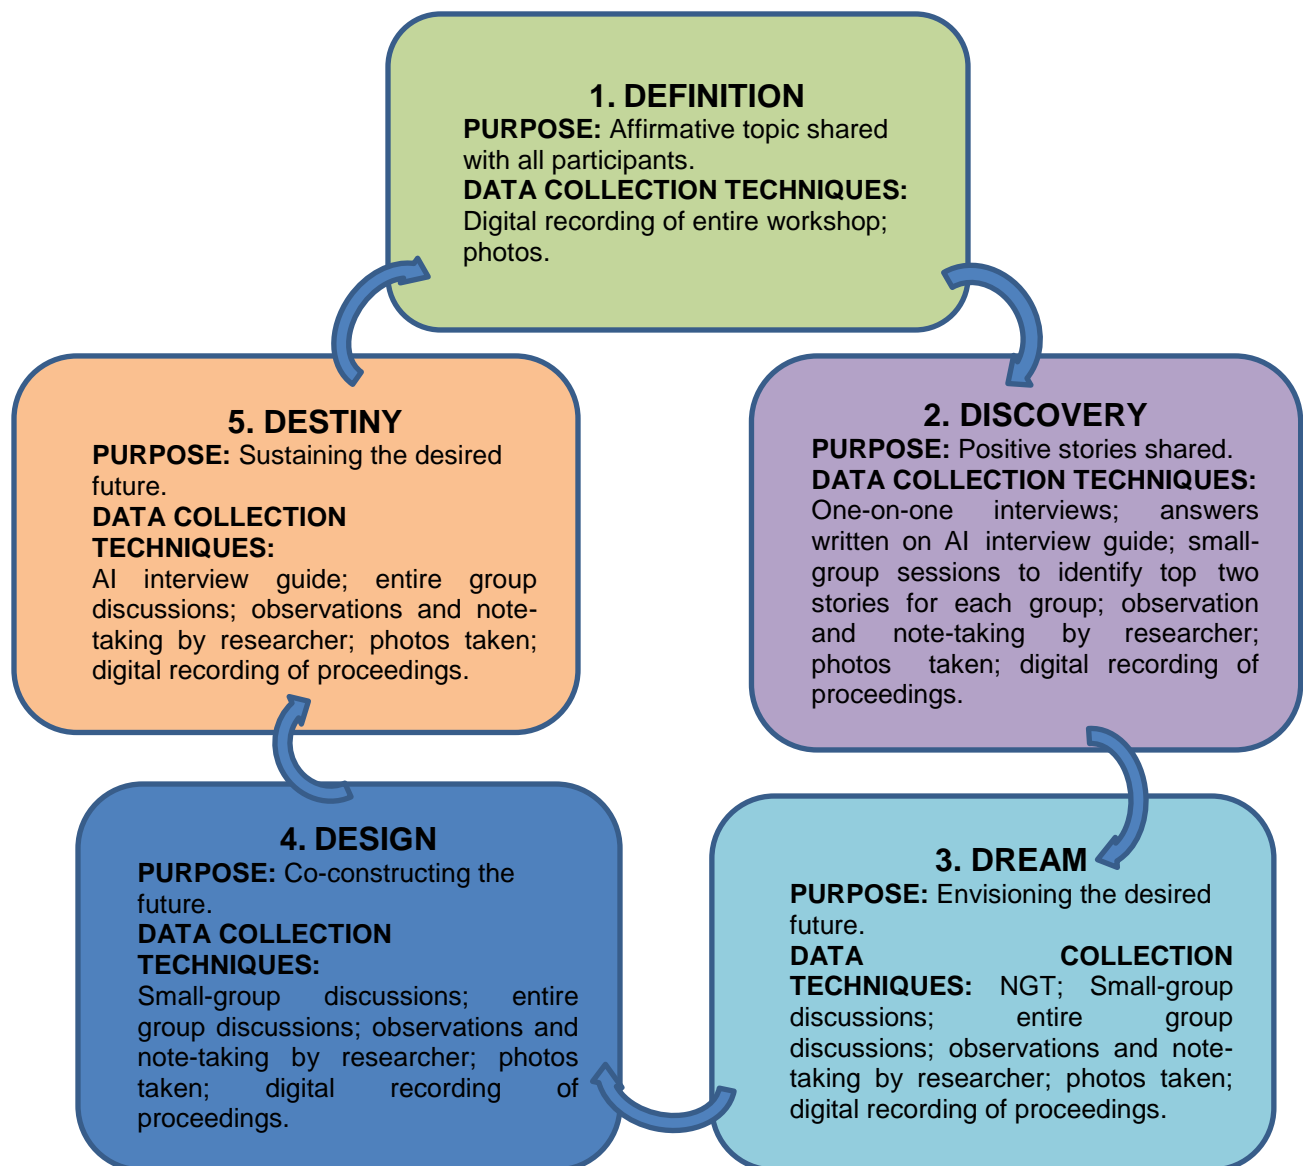 1. DEFINITION
PURPOSE: Affirmative topic shared
with all participants.
DATA COLLECTION TECHNIQUES:
Digital recording of entire workshop;
photos.
2. DISCOVERY
PURPOSE: Positive stories shared.
DATA COLLECTION TECHNIQUES:
One-on-one interviews; answers
written on AI interview guide; small-
group sessions to identify top two
stories for each group; observation
and note-taking by researcher;
photos taken; digital recording of
proceedings.
3. DREAM
PURPOSE: Envisioning the desired
future.
DATA COLLECTION
TECHNIQUES: NGT; Small-group
discussions; entire group
discussions; observations and note-
taking by researcher; photos taken;
digital recording of proceedings.
4. DESIGN
PURPOSE: Co-constructing the
future.
DATA COLLECTION
TECHNIQUES:
Small-group discussions; entire
group discussions; observations and
note-taking by researcher; photos
taken; digital recording of
proceedings.
5. DESTINY
PURPOSE: Sustaining the desired
future.
DATA COLLECTION
TECHNIQUES:
AI interview guide; entire group
discussions; observations and note-
taking by researcher; photos taken;
digital recording of proceedings.